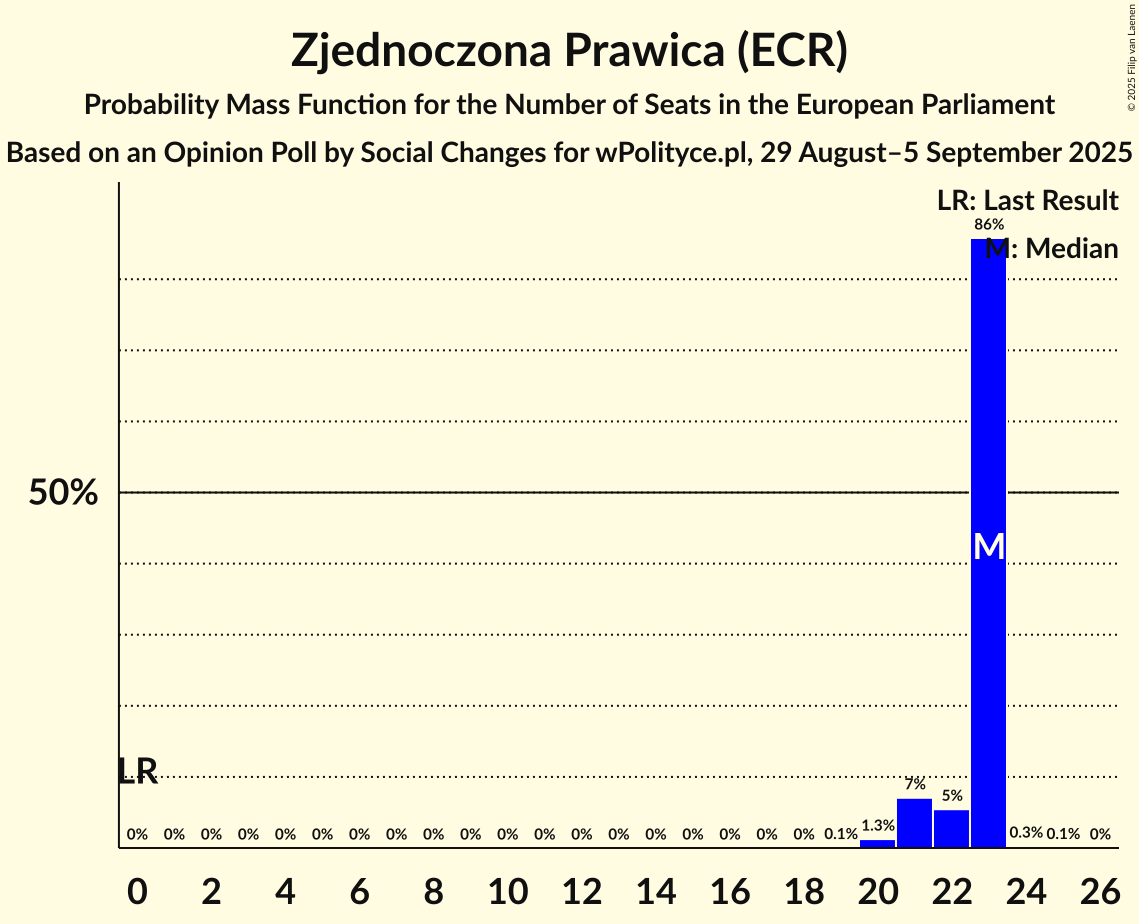 Zjednoczona Prawica (ECR)
Probability Mass Function for the Number of Seats in the European Parliament
Based on an Opinion Poll by Social Changes for wPolityce.pl, 29 August–5 September 2025
© 2025 Filip van Laenen
LR: Last Result
86%
M: Median
50%
M
LR
7%
5%
0% 0% 0% 0% 0% 0% 0% 0% 0% 0% 0% 0% 0% 0% 0% 0% 0% 0% 0% 0.1% 1.3% 0.3% 0.1% 0%
0 2 4 6 8 10 12 14 16 18 20 22 24 26